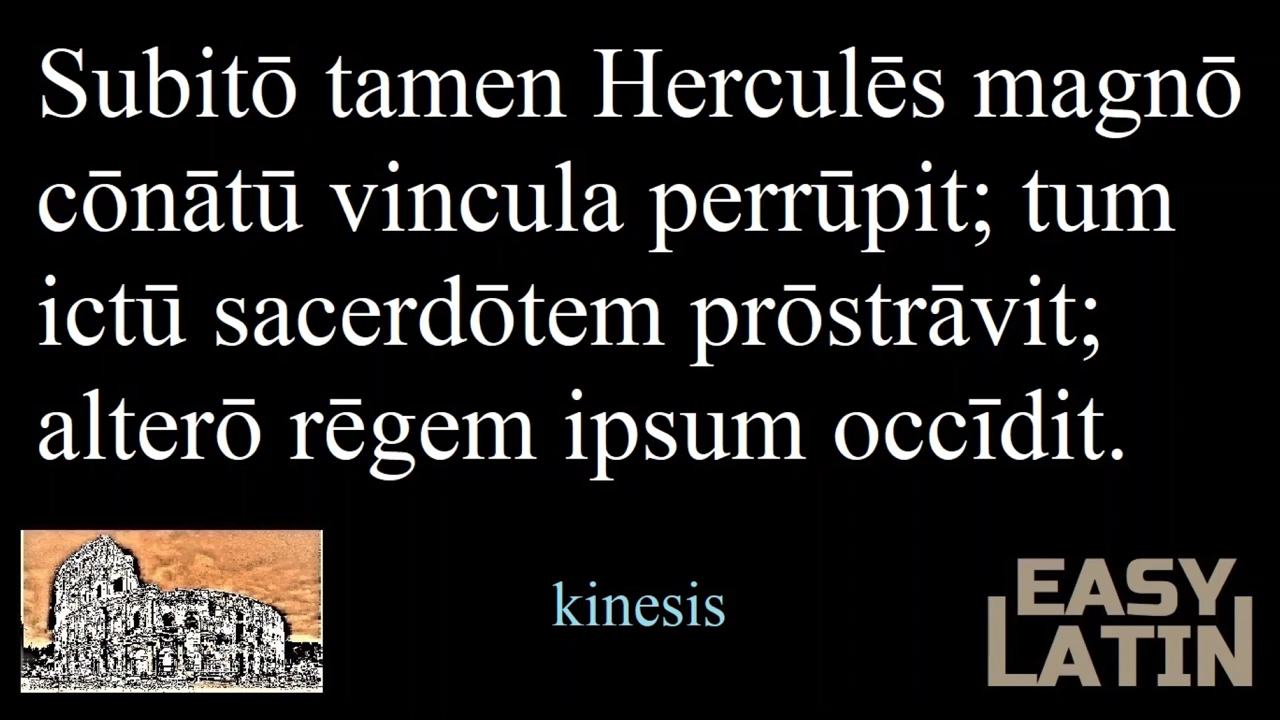 Subitō tamen Herculēs magnō
cōnātū vincula perrūpit; tum
ictū sacerdōtem prōstrāvit;
alterō rēgem ipsum occīdit.
kinesis
EASY
LATIN